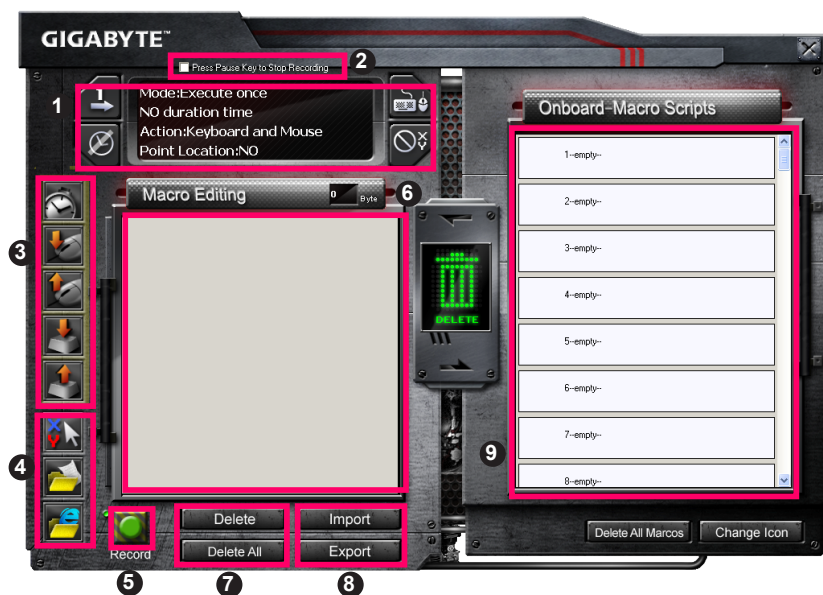 GIGABYTE™
Press Pause Key to Stop Recording
2
1
1
Mode:Execute once
NO duration time
Action:Keyboard and Mouse
Point Location:NO
X
Y
Onboard-Macro Scripts
Macro Editing
0
Byte
6
3
DELETE
1--empty--
2--empty--
3--empty--
4--empty--
5--empty--
6--empty--
7--empty--
8--empty--
9
4
X
Y
Record
Delete
Import
Delete All
Export
Delete All Marcos
Change Icon
5
7
8